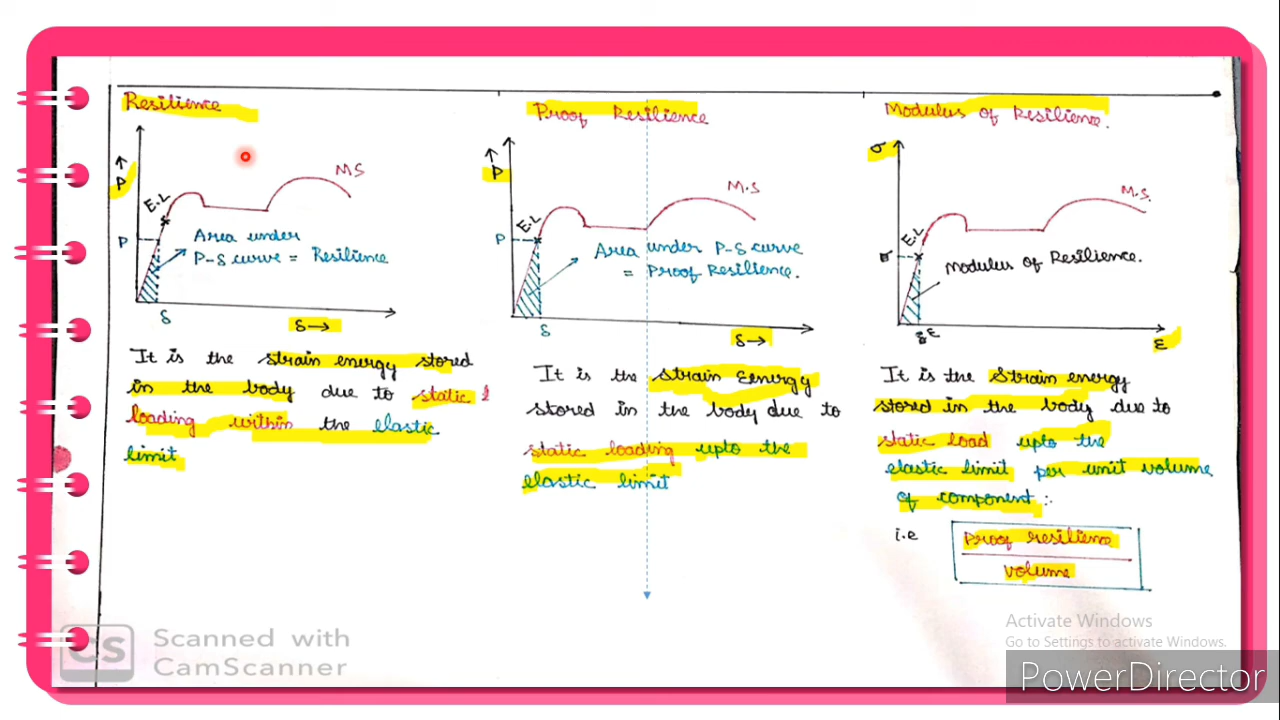 Resilience
↑
P
E.L
MS
P
Area under
P-S curve = Resilience
δ
δ→
It is the strain energy stored
in the body due to static
loading within the elastic
limit
Proof Resilience
↑
P
E.L
M.S
P
Area under P-S curve
= Proof Resilience.
δ
δ→
It is the strain Eenergy
stored in the body due to
static loading upto the
elastic limit
Modulus of Resilience.
σ
E.L
M.S.
σ
Modulus of Resilience.
ε
ε
It is the strain energy
stored in the body due to
static load upto the
elastic limit per unit volume
of component :.
i.e
Proof resilience
volume
CS
Scanned with
CamScanner
Activate Windows
Go to Settings to activate Windows.
PowerDirector